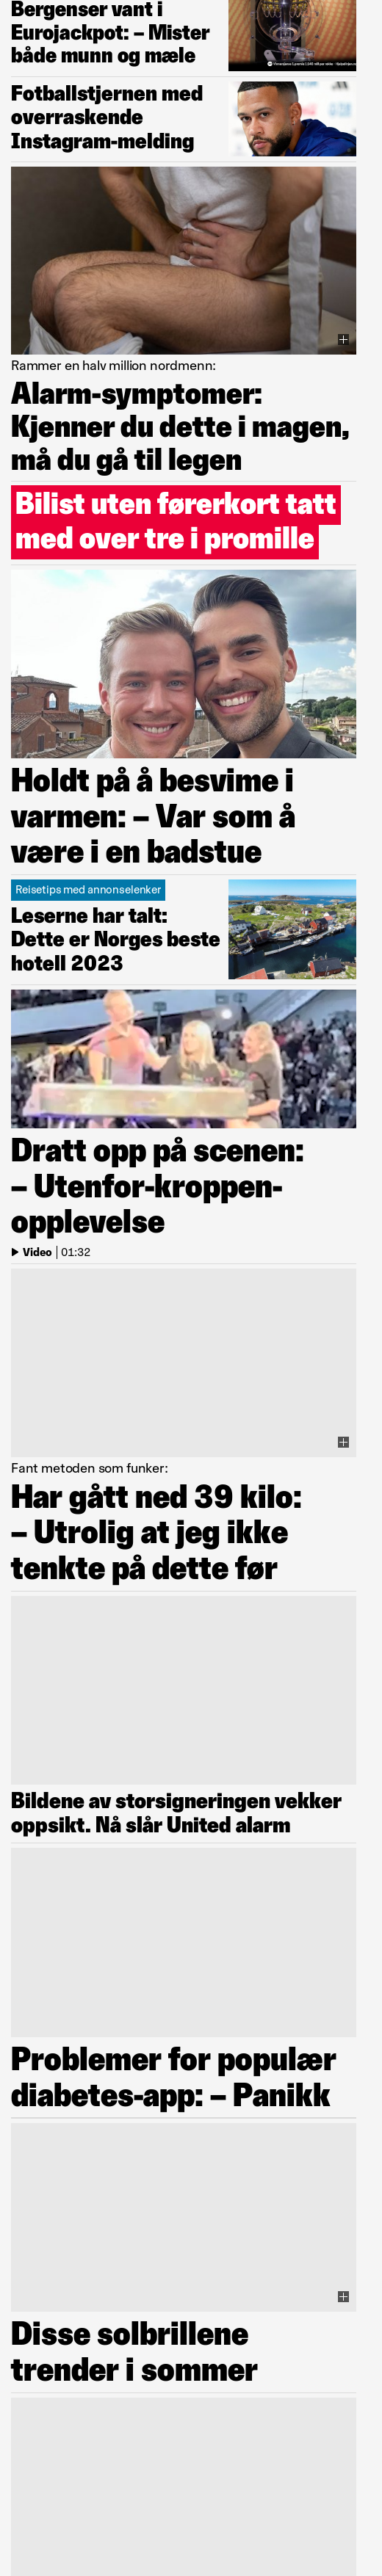 Bergenser vant i
Eurojackpot: – Mister
både munn og mæle
Fotballstjernen med
overraskende
Instagram-melding
Rammer en halv million nordmenn:
Alarm-symptomer:
Kjenner du dette i magen,
må du gå til legen
Bilist uten førerkort tatt
med over tre i promille
Holdt på å besvime i
varmen: – Var som å
være i en badstue
Reisetips med annonselenker
Leserne har talt:
Dette er Norges beste
hotell 2023
Dratt opp på scenen:
– Utenfor-kroppen-
opplevelse
Video | 01:32
Fant metoden som funker:
Har gått ned 39 kilo:
– Utrolig at jeg ikke
tenkte på dette før
Bildene av storsigneringen vekker
oppsikt. Nå slår United alarm
Problemer for populær
diabetes-app: – Panikk
Disse solbrillene
trender i sommer